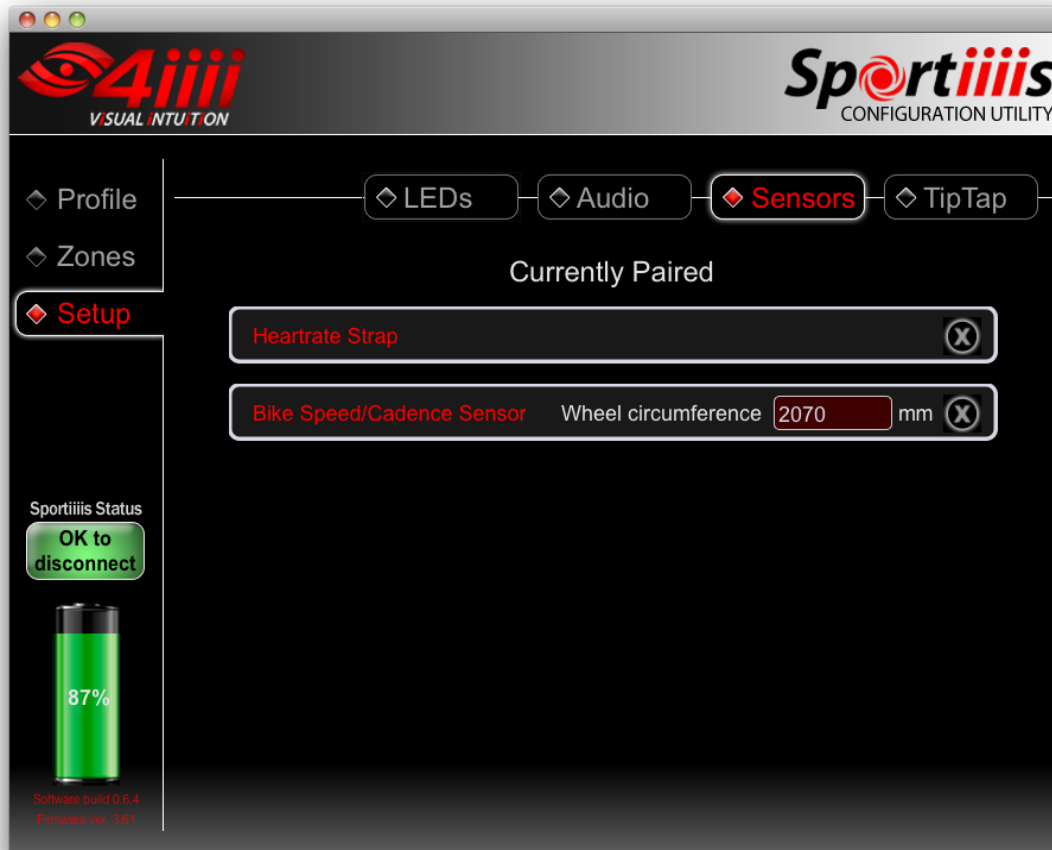 4iiii
VISUAL INTUITION
Sportiiiis
CONFIGURATION UTILITY
Profile
Zones
Setup
LEDs
Audio
Sensors
TipTap
Currently Paired
Heartrate Strap
X
Bike Speed/Cadence Sensor Wheel circumference 2070 mm X
Sportiiiis Status
OK to
disconnect
87%
Software build 0.6.4
Firmware ver. 3.61